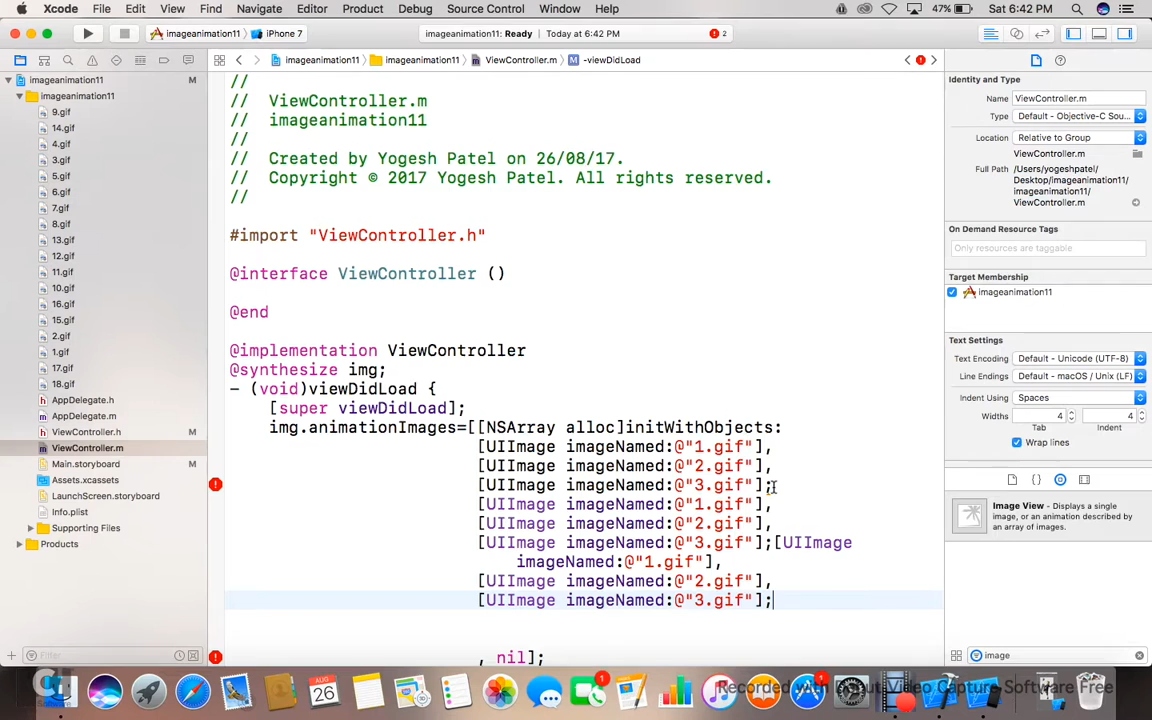 Xcode File Edit View Find Navigate Editor Product Debug Source Control Window Help 47% Sat 6:42 PM
imageanimation11 iPhone 7 imageanimation11: Ready Today at 6:42 PM 2
imageanimation11 imageanimation11 ViewController.m M -viewDidLoad
imageanimation11
imageanimation11
9.gif
14.gif
4.gif
3.gif
5.gif
6.gif
7.gif
8.gif
13.gif
12.gif
11.gif
10.gif
16.gif
15.gif
2.gif
1.gif
17.gif
18.gif
h AppDelegate.h
m AppDelegate.m
h ViewController.h M
m ViewController.m
Main.storyboard M
Assets.xcassets
LaunchScreen.storyboard
Info.plist
Supporting Files
Products
Filter
//
// ViewController.m
// imageanimation11
//
// Created by Yogesh Patel on 26/08/17.
// Copyright © 2017 Yogesh Patel. All rights reserved.
//
#import "ViewController.h"
@interface ViewController ()
@end
@implementation ViewController
@synthesize img;
- (void)viewDidLoad {
[super viewDidLoad];
img.animationImages=[[NSArray alloc]initWithObjects:
[UIImage imageNamed:@"1.gif"],
[UIImage imageNamed:@"2.gif"],
[UIImage imageNamed:@"3.gif"];
[UIImage imageNamed:@"1.gif"],
[UIImage imageNamed:@"2.gif"],
[UIImage imageNamed:@"3.gif"];[UIImage
imageNamed:@"1.gif"],
[UIImage imageNamed:@"2.gif"],
[UIImage imageNamed:@"3.gif"];
, nil];
Identity and Type
Name ViewController.m
Type Default - Objective-C Sou...
Location Relative to Group
ViewController.m
Full Path /Users/yogeshpatel/
Desktop/imageanimation11/
imageanimation11/
ViewController.m
On Demand Resource Tags
Only resources are taggable
Target Membership
imageanimation11
Text Settings
Text Encoding Default - Unicode (UTF-8)
Line Endings Default - macOS / Unix (LF)
Indent Using Spaces
Widths 4 4
Tab Indent
Wrap lines
{ }
Image View - Displays a single
image, or an animation described by
an array of images.
image
AUG
26
1
Recorded with Debut Video Capture Software Free